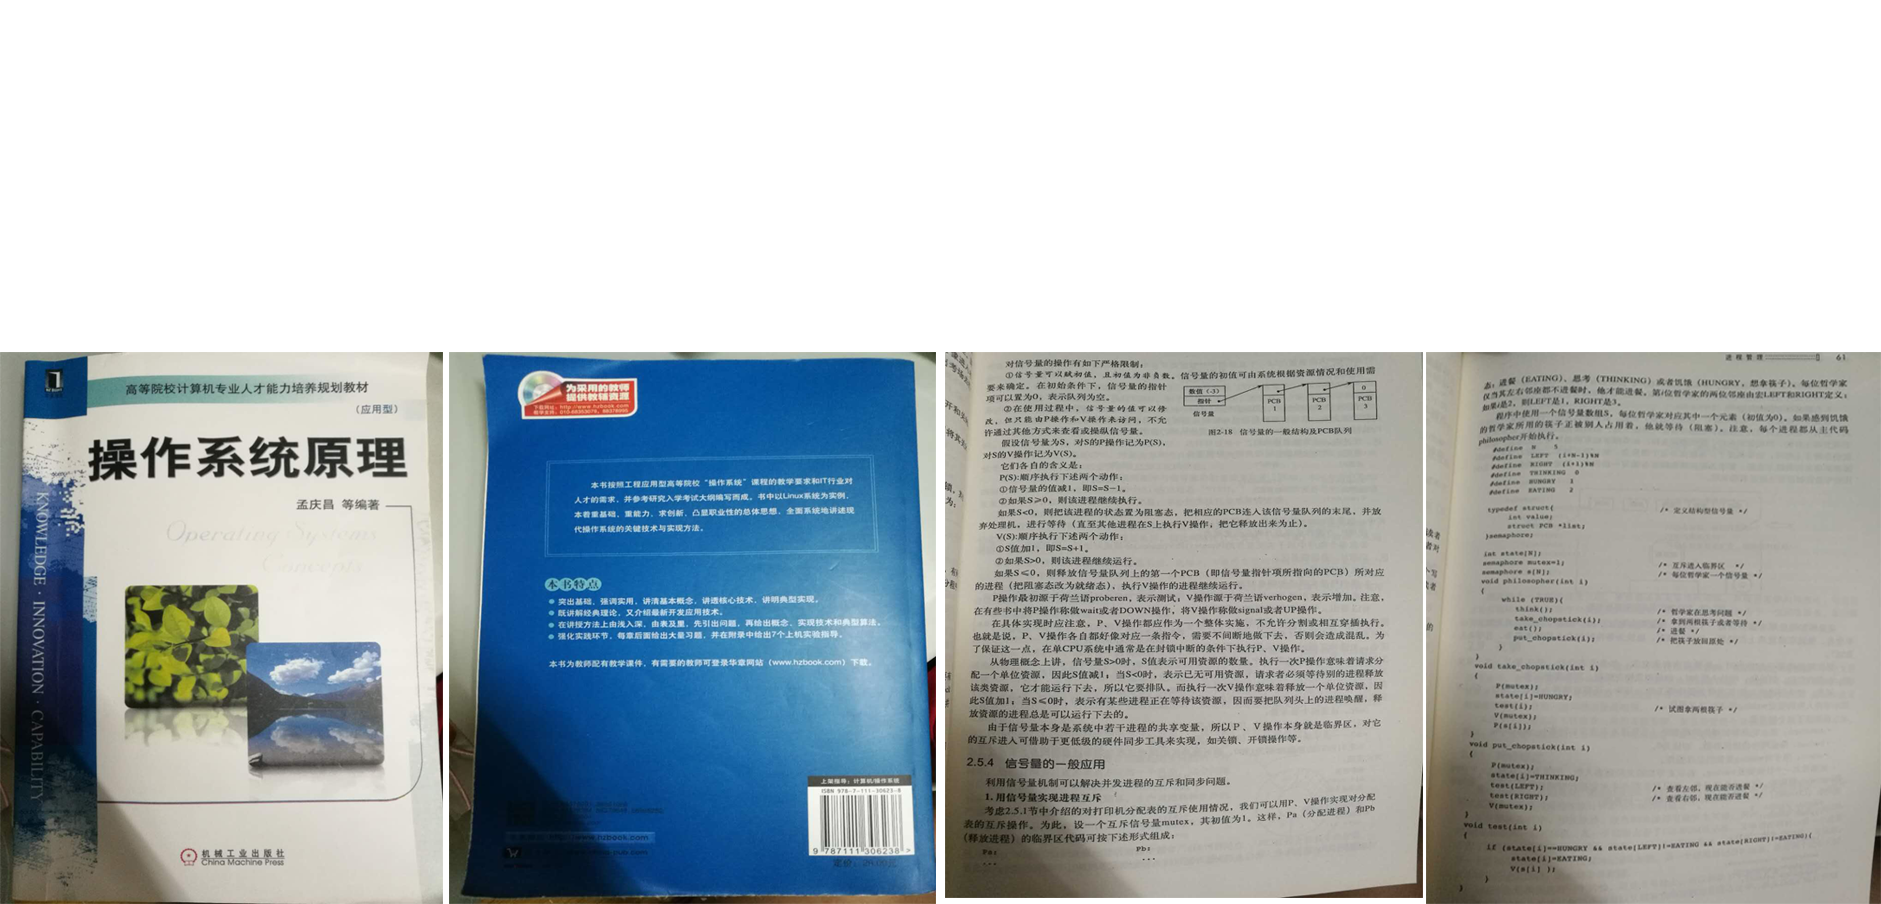 高等院校计算机专业人才能力培养规划教材
（应用型）
操作系统原理
孟庆昌 等编著
Operating Systems
Concepts
KNOWLEDGE · INNOVATION · CAPABILITY
机械工业出版社
China Machine Press
为采用的教师
提供教辅资源
本书按照工程应用型高等院校“操作系统”课程的教学要求和IT行业对
人才的需求，并参考研究入学考试大纲编写而成。书中以Linux系统为实例，
本着重基础、重能力、求创新、凸显职业性的总体思想，全面系统地讲述现
代操作系统的关键技术与实现方法。
本书特点
突出基础，强调实用，讲清基本概念，讲透核心技术，讲明典型实现。
既讲解经典理论，又介绍最新开发应用技术。
在讲授方法上由浅入深，由表及里，先引出问题，再给出概念、实现技术和典型算法。
强化实践环节，每章后面给出大量习题，并在附录中给出7个上机实验指导。
本书为教师配有教学课件，有需要的教师可登录华章网站（www.hzbook.com）下载。
上架指导：计算机/操作系统
ISBN 978-7-111-30623-8
9 787111 306238 >
对信号量的操作有如下严格限制：
①信号量可以赋初值，且初值为非负数。信号量的初值可由系统根据资源情况和使用需
要来确定。在初始条件下，信号量的指针
项可以置为0，表示队列为空。
②在使用过程中，信号量的值可以修
改，但只能由P操作和V操作来访问，不允
许通过其他方式来查看或操纵信号量。
假设信号量为S，对S的P操作记为P(S)，
对S的V操作记为V(S)。
数值（-3）
指针
信号量
PCB
1
PCB
2
0
PCB
3
图2-18 信号量的一般结构及PCB队列
它们各自的含义是：
P(S):顺序执行下述两个动作：
①信号量的值减1，即S=S−1。
②如果S≥0，则该进程继续执行。
如果S<0，则把该进程的状态置为阻塞态，把相应的PCB连入该信号量队列的末尾，并放
弃处理机，进行等待（直至其他进程在S上执行V操作，把它释放出来为止）。
V(S):顺序执行下述两个动作：
①S值加1，即S=S+1。
②如果S>0，则该进程继续运行。
如果S≤0，则释放信号量队列上的第一个PCB（即信号量指针项所指向的PCB）所对应
的进程（把阻塞态改为就绪态），执行V操作的进程继续运行。
P操作最初源于荷兰语proberen，表示测试；V操作源于荷兰语verhogen，表示增加。注意，
在有些书中将P操作称做wait或者DOWN操作，将V操作称做signal或者UP操作。
在具体实现时应注意，P、V操作都应作为一个整体实施，不允许分割或相互穿插执行。
也就是说，P、V操作各自都好像对应一条指令，需要不间断地做下去，否则会造成混乱。为
了保证这一点，在单CPU系统中通常是在封锁中断的条件下执行P、V操作。
从物理概念上讲，信号量S>0时，S值表示可用资源的数量。执行一次P操作意味着请求分
配一个单位资源，因此S值减1；当S<0时，表示已无可用资源，请求者必须等待别的进程释放
该类资源，它才能运行下去，所以它要排队。而执行一次V操作意味着释放一个单位资源，因
此S值加1；当S≤0时，表示有某些进程正在等待该资源，因而要把队列头上的进程唤醒，释
放资源的进程总是可以运行下去的。
由于信号量本身是系统中若干进程的共享变量，所以P、V操作本身就是临界区，对它
的互斥进入可借助于更低级的硬件同步工具来实现，如关锁、开锁操作等。
2.5.4 信号量的一般应用
利用信号量机制可以解决并发进程的互斥和同步问题。
1. 用信号量实现进程互斥
考虑2.5.1节中介绍的对打印机分配表的互斥使用情况，我们可以用P、V操作实现对分配
表的互斥操作。为此，设一个互斥信号量mutex，其初值为1。这样，Pa（分配进程）和Pb
（释放进程）的临界区代码可按下述形式组成：
Pa: Pb:
... ...
进程管理 61
态：进餐（EATING）、思考（THINKING）或者饥饿（HUNGRY，想拿筷子）。每位哲学家
仅当其左右邻座都不进餐时，他才能进餐。第i位哲学家的两位邻座由宏LEFT和RIGHT定义：
如果i是2，则LEFT是1，RIGHT是3。
程序中使用一个信号量数组S，每位哲学家对应其中一个元素（初值为0）。如果感到饥饿
的哲学家所用的筷子正被别人占用着，他就等待（阻塞）。注意，每个进程都从主代码
philosopher开始执行。
#define N 5
#define LEFT (i+N-1)%N
#define RIGHT (i+1)%N
#define THINKING 0
#define HUNGRY 1
#define EATING 2
typedef struct{ /* 定义结构型信号量 */
int value;
struct PCB *list;
}semaphore;
int state[N];
semaphore mutex=1; /* 互斥进入临界区 */
semaphore s[N]; /* 每位哲学家一个信号量 */
void philosopher(int i)
{
while (TRUE){
think(); /* 哲学家在思考问题 */
take_chopstick(i); /* 拿到两根筷子或者等待 */
eat(); /* 进餐 */
put_chopstick(i); /* 把筷子放回原处 */
}
}
void take_chopstick(int i)
{
P(mutex);
state[i]=HUNGRY;
test(i); /* 试图拿两根筷子 */
V(mutex);
P(s[i]);
}
void put_chopstick(int i)
{
P(mutex);
state[i]=THINKING;
test(LEFT); /* 查看左邻，现在能否进餐 */
test(RIGHT); /* 查看右邻，现在能否进餐 */
V(mutex);
}
void test(int i)
{
if (state[i]==HUNGRY && state[LEFT]!=EATING && state[RIGHT]!=EATING){
state[i]=EATING;
V(s[i] );
}
}